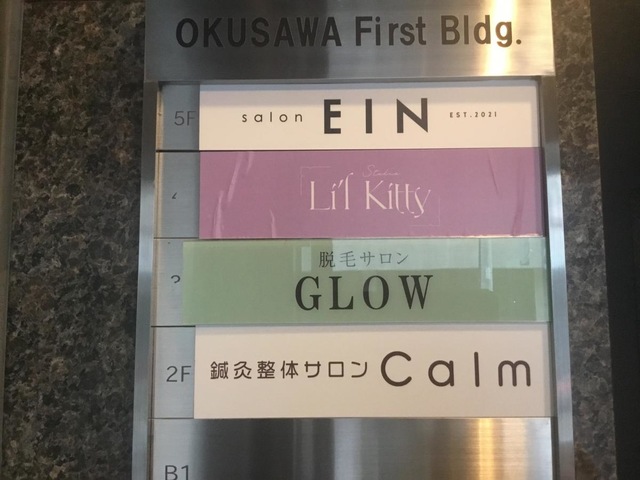 OKUSAWA First Bldg.
5F salon EIN EST.2021
Studio
Li'l Kitty
脱毛サロン
GLOW
2F 鍼灸整体サロン Calm
B1